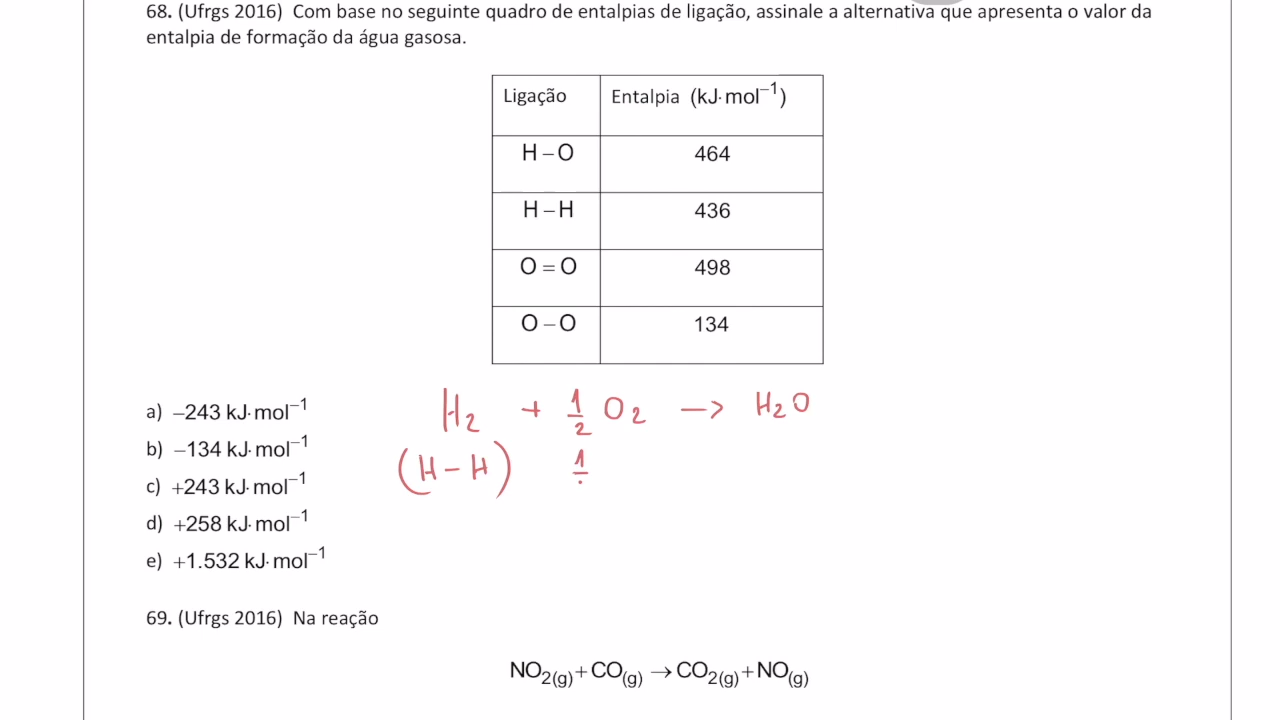 68. (Ufrgs 2016) Com base no seguinte quadro de entalpias de ligação, assinale a alternativa que apresenta o valor da
entalpia de formação da água gasosa.
Ligação Entalpia (kJ·mol⁻¹)
H – O 464
H – H 436
O = O 498
O – O 134
H₂ + 1/2 O₂ –> H₂O
(H – H) 1
a) –243 kJ·mol⁻¹
b) –134 kJ·mol⁻¹
c) +243 kJ·mol⁻¹
d) +258 kJ·mol⁻¹
e) +1.532 kJ·mol⁻¹
69. (Ufrgs 2016) Na reação
NO₂(g) + CO(g) → CO₂(g) + NO(g)